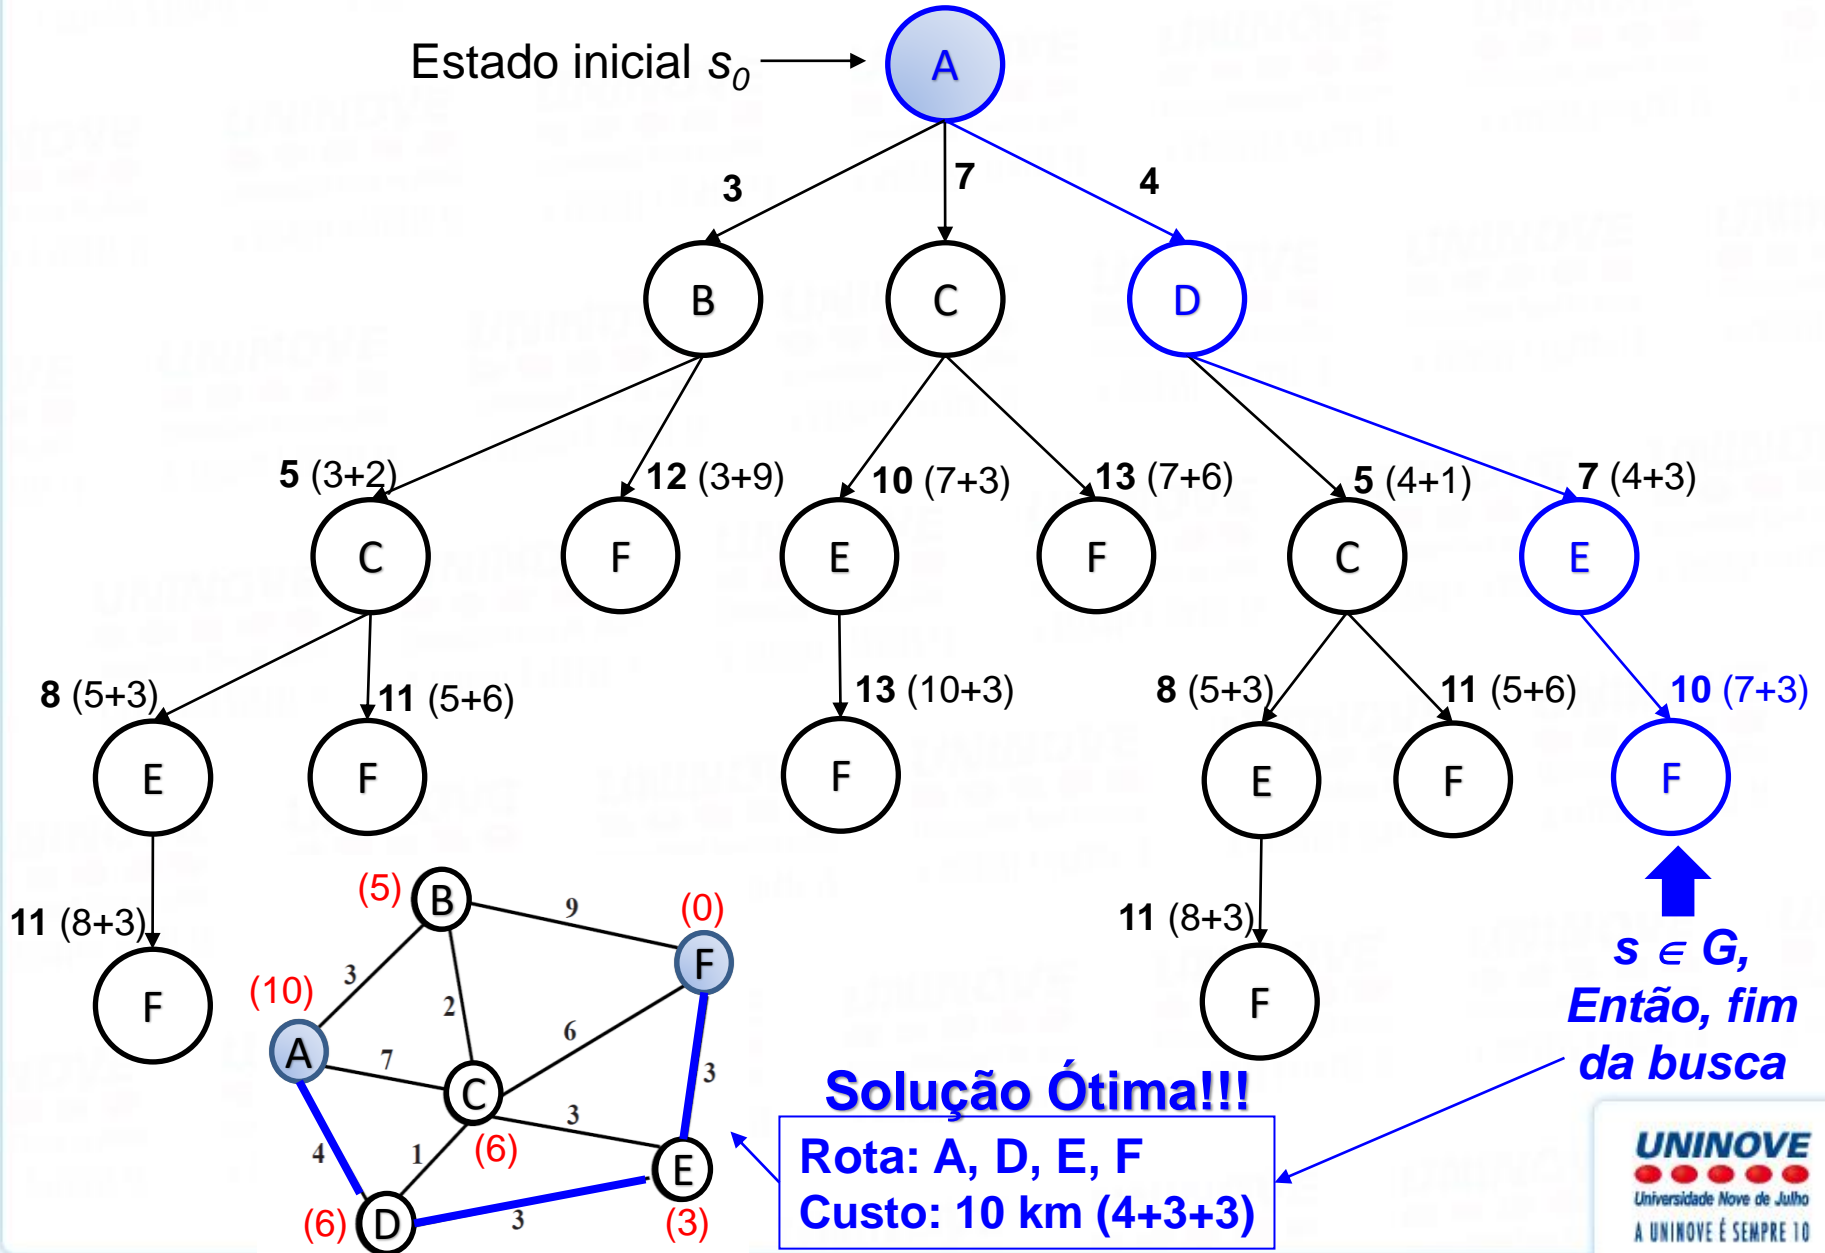 Estado inicial s0
A
3
7
4
B
C
D
5 (3+2)
12 (3+9)
10 (7+3)
13 (7+6)
5 (4+1)
7 (4+3)
C
F
E
F
C
E
8 (5+3)
11 (5+6)
13 (10+3)
8 (5+3)
11 (5+6)
10 (7+3)
E
F
F
E
F
F
11 (8+3)
11 (8+3)
F
F
s ∈ G,
Então, fim
da busca
(5)
B
9
(0)
F
3
(10)
2
6
A
7
C
3
3
4
1
(6)
E
(6)
D
3
(3)
Solução Ótima!!!
Rota: A, D, E, F
Custo: 10 km (4+3+3)
UNINOVE
Universidade Nove de Julho
A UNINOVE É SEMPRE 10